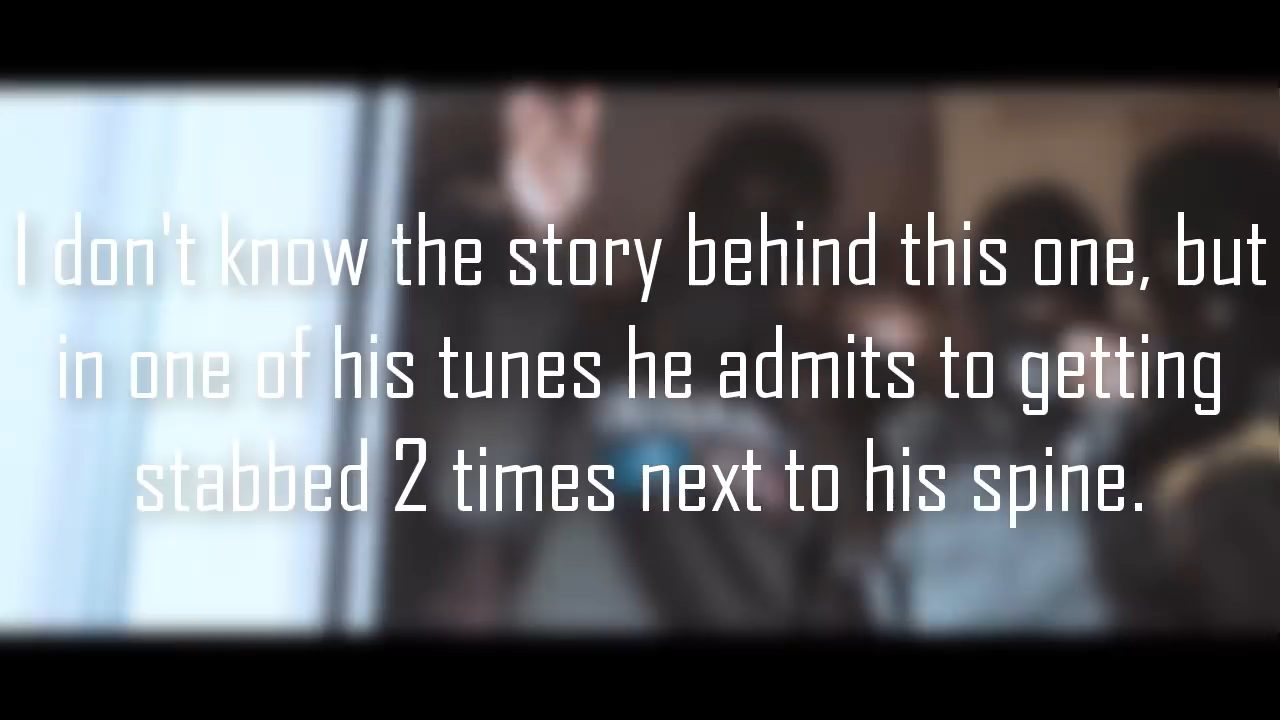 I don't know the story behind this one, but
in one of his tunes he admits to getting
stabbed 2 times next to his spine.